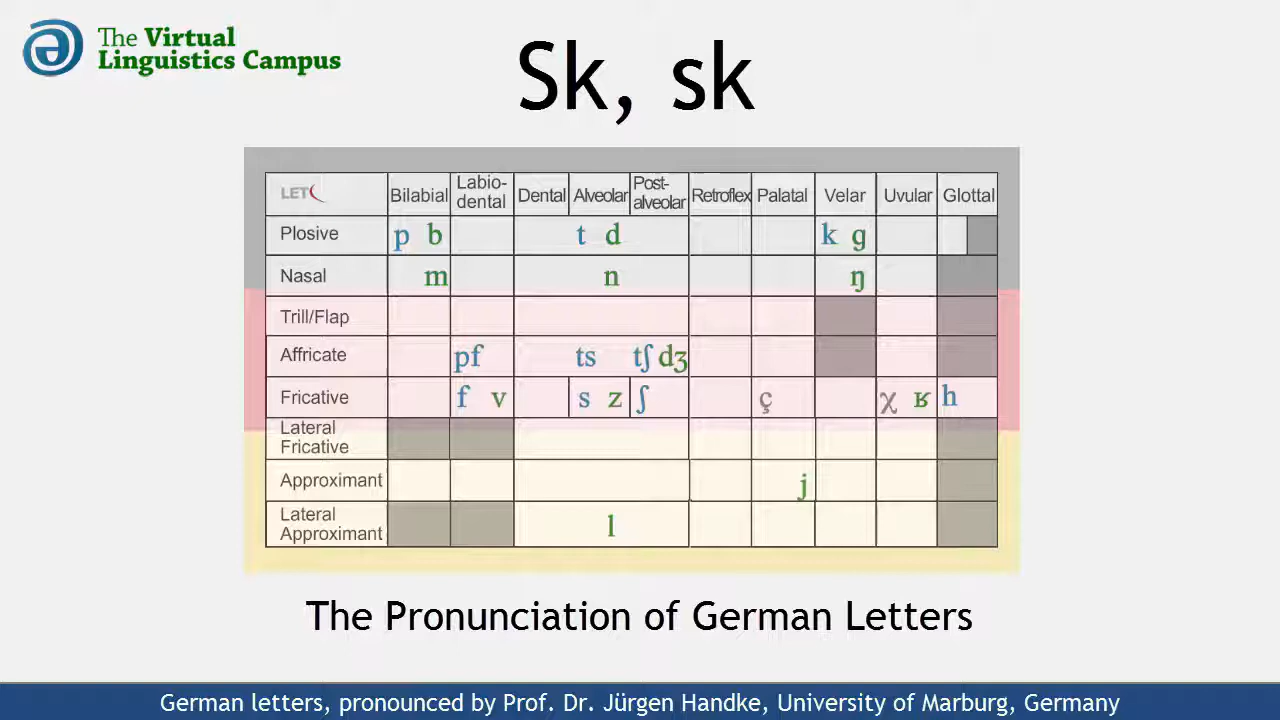 The Virtual
Linguistics Campus
Sk, sk
LET
Bilabial Labio-dental Dental Alveolar Post-alveolar Retroflex Palatal Velar Uvular Glottal
Plosive p b t d k g
Nasal m n ŋ
Trill/Flap
Affricate pf ts tʃ dʒ
Fricative f v s z ʃ ç χ ʁ h
Lateral
Fricative
Approximant j
Lateral
Approximant l
The Pronunciation of German Letters
German letters, pronounced by Prof. Dr. Jürgen Handke, University of Marburg, Germany